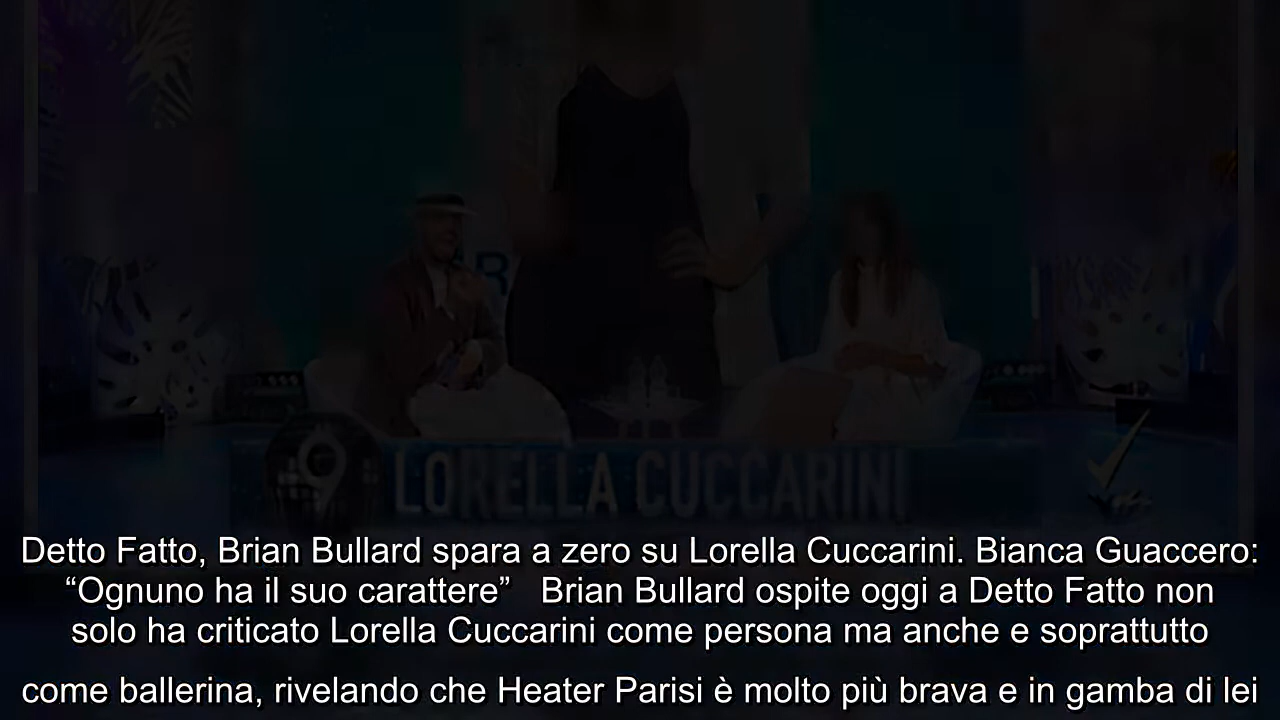 LORELLA CUCCARINI
Detto Fatto, Brian Bullard spara a zero su Lorella Cuccarini. Bianca Guaccero:
“Ognuno ha il suo carattere”   Brian Bullard ospite oggi a Detto Fatto non
solo ha criticato Lorella Cuccarini come persona ma anche e soprattutto
come ballerina, rivelando che Heater Parisi è molto più brava e in gamba di lei